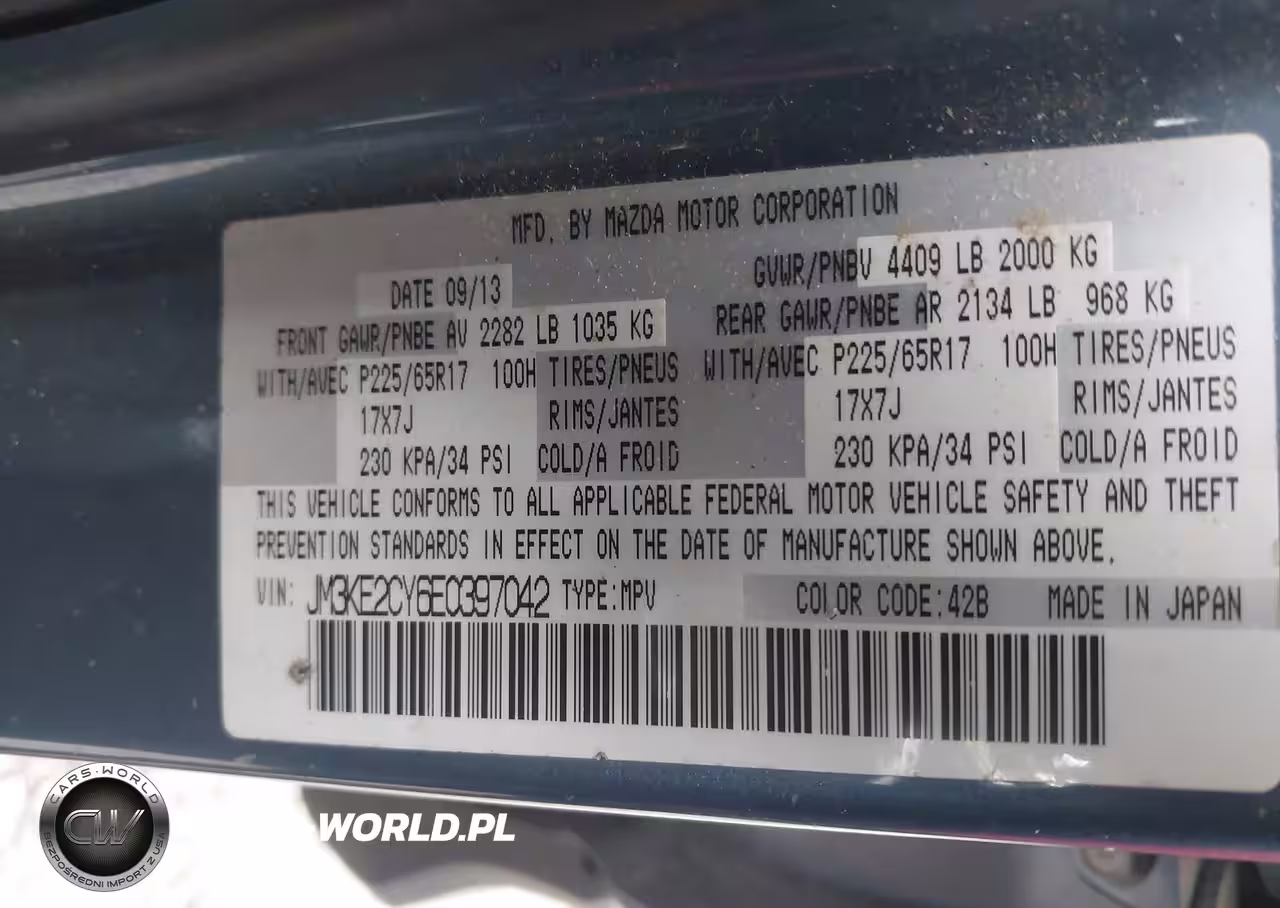 MFD. BY MAZDA MOTOR CORPORATION
DATE 09/13
GVWR/PNBV 4409 LB 2000 KG
FRONT GAWR/PNBE AV 2282 LB 1035 KG
REAR GAWR/PNBE AR 2134 LB 968 KG
WITH/AVEC P225/65R17 100H TIRES/PNEUS
WITH/AVEC P225/65R17 100H TIRES/PNEUS
17X7J RIMS/JANTES
17X7J RIMS/JANTES
230 KPA/34 PSI COLD/A FROID
230 KPA/34 PSI COLD/A FROID
THIS VEHICLE CONFORMS TO ALL APPLICABLE FEDERAL MOTOR VEHICLE SAFETY AND THEFT
PREVENTION STANDARDS IN EFFECT ON THE DATE OF MANUFACTURE SHOWN ABOVE.
VIN: JM3KE2CY6E0397042 TYPE:MPV COLOR CODE:42B MADE IN JAPAN
CARS-WORLD
CW
BEZPOŚREDNI IMPORT Z USA
-WORLD.PL